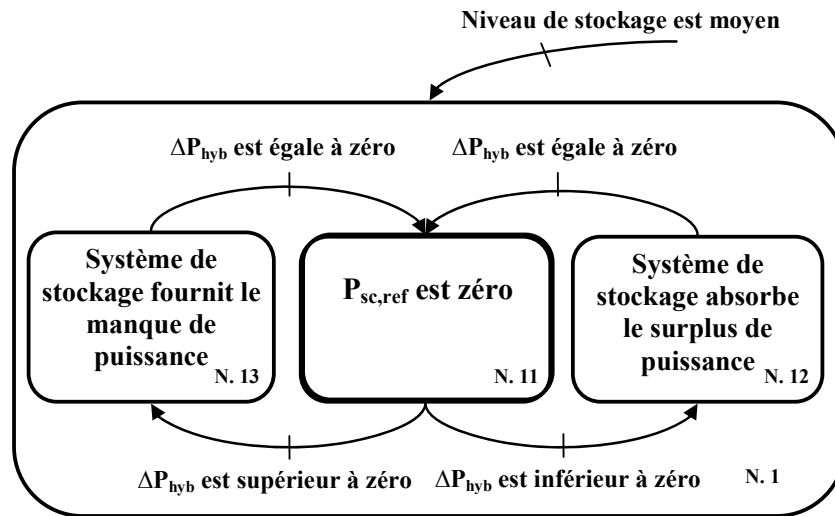 Niveau de stockage est moyen
ΔPhyb est égale à zéro
ΔPhyb est égale à zéro
Système de
stockage fournit le
manque de
puissance
N. 13
Psc,ref est zéro
N. 11
Système de
stockage absorbe
le surplus de
puissance
N. 12
ΔPhyb est supérieur à zéro
ΔPhyb est inférieur à zéro
N. 1